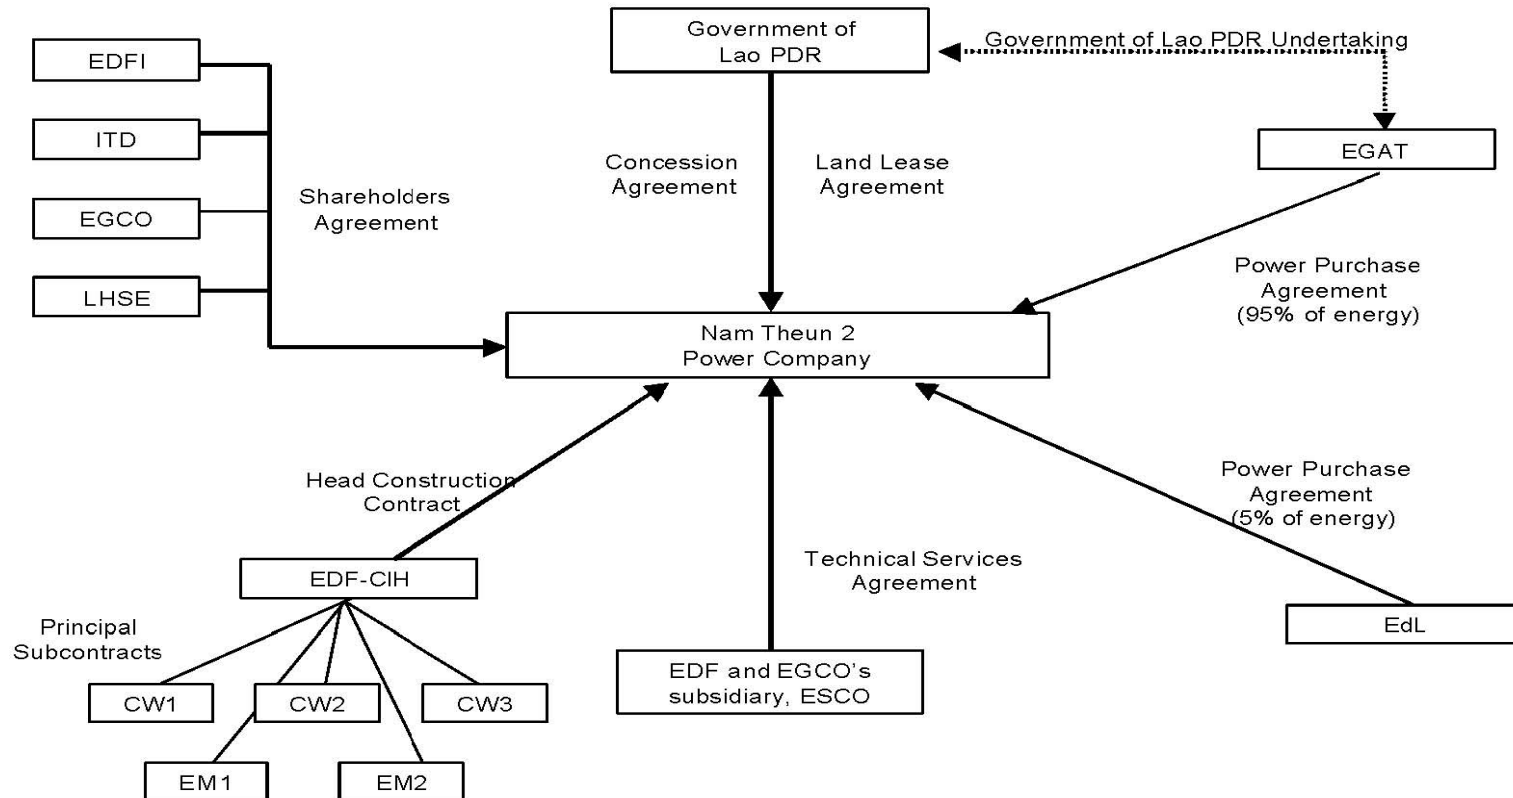 Government of
Lao PDR
Government of Lao PDR Undertaking
EDFI
ITD
EGCO
LHSE
Shareholders
Agreement
Concession
Agreement
Land Lease
Agreement
EGAT
Power Purchase
Agreement
(95% of energy)
Nam Theun 2
Power Company
Head Construction
Contract
Power Purchase
Agreement
(5% of energy)
Technical Services
Agreement
EDF-CIH
EdL
Principal
Subcontracts
EDF and EGCO's
subsidiary, ESCO
CW1
CW2
CW3
EM1
EM2